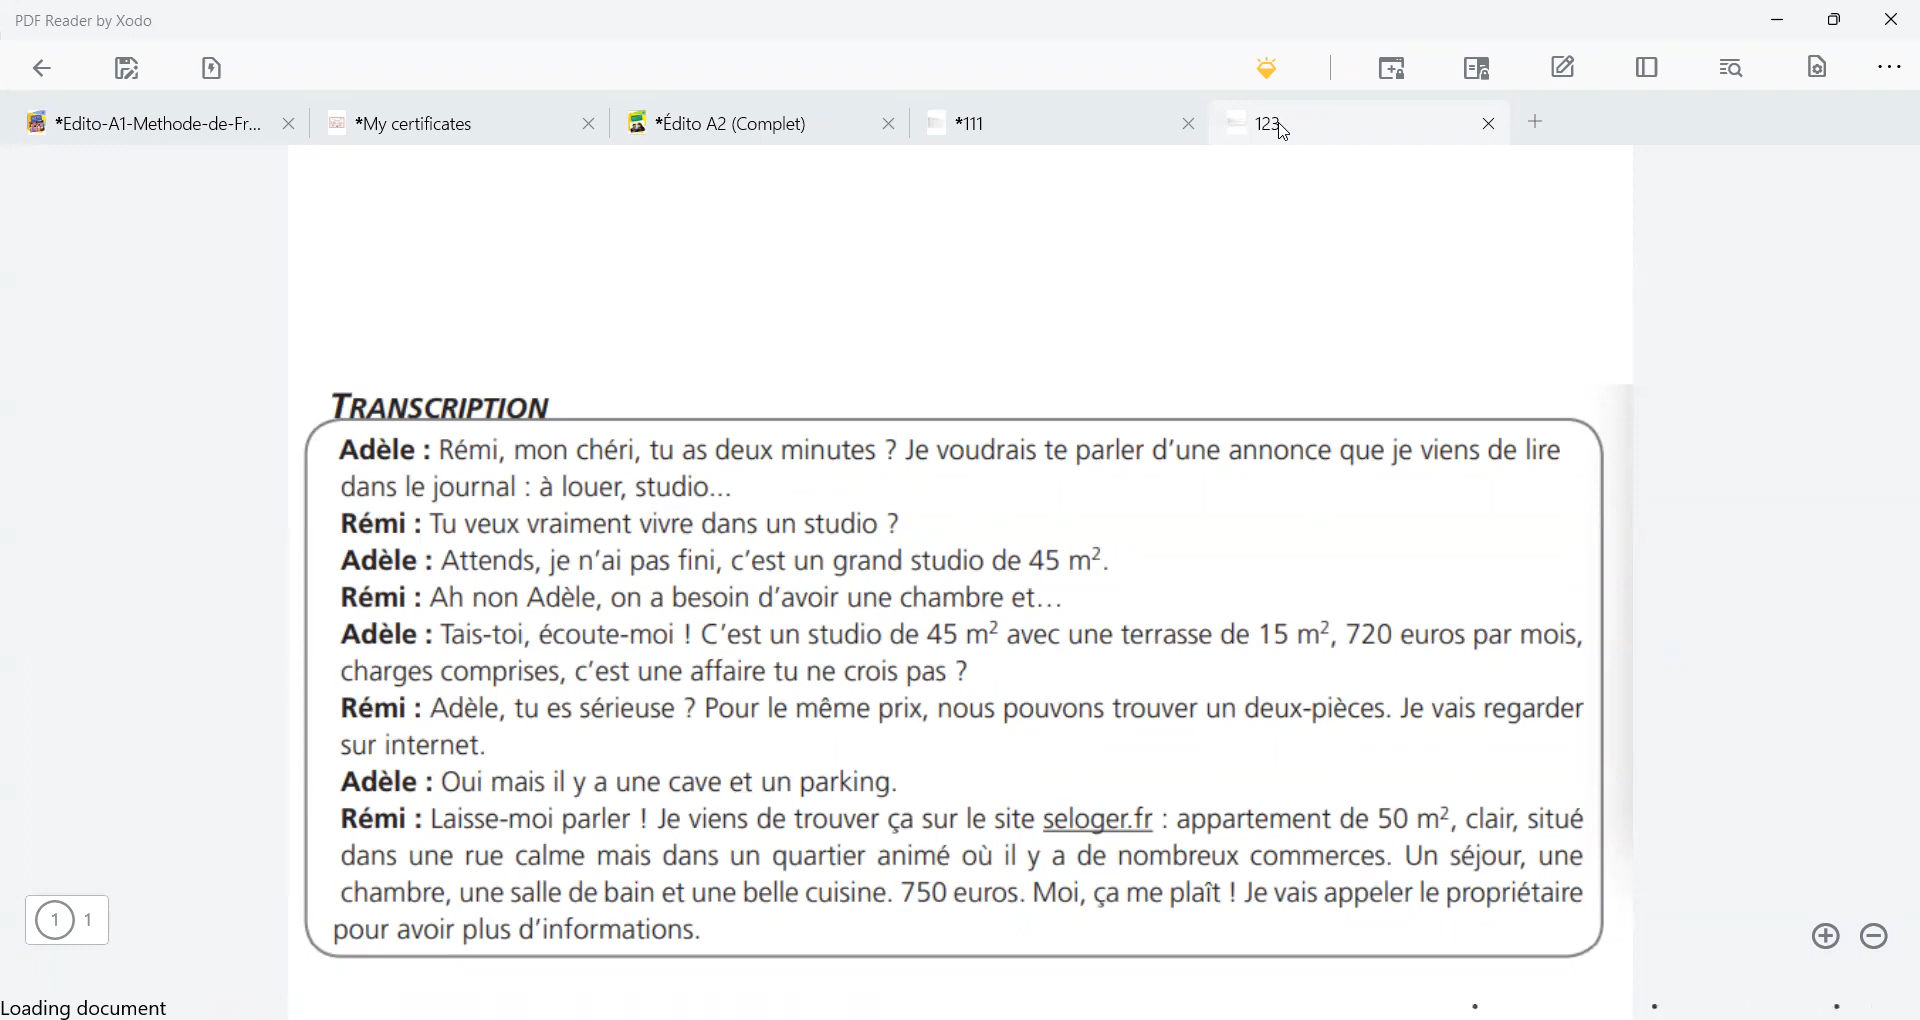 PDF Reader by Xodo
*Edito-A1-Methode-de-Fr...
*My certificates
*Édito A2 (Complet)
*111
123
TRANSCRIPTION
Adèle : Rémi, mon chéri, tu as deux minutes ? Je voudrais te parler d'une annonce que je viens de lire
dans le journal : à louer, studio...
Rémi : Tu veux vraiment vivre dans un studio ?
Adèle : Attends, je n'ai pas fini, c'est un grand studio de 45 m².
Rémi : Ah non Adèle, on a besoin d'avoir une chambre et...
Adèle : Tais-toi, écoute-moi ! C'est un studio de 45 m² avec une terrasse de 15 m², 720 euros par mois,
charges comprises, c'est une affaire tu ne crois pas ?
Rémi : Adèle, tu es sérieuse ? Pour le même prix, nous pouvons trouver un deux-pièces. Je vais regarder
sur internet.
Adèle : Oui mais il y a une cave et un parking.
Rémi : Laisse-moi parler ! Je viens de trouver ça sur le site seloger.fr : appartement de 50 m², clair, situé
dans une rue calme mais dans un quartier animé où il y a de nombreux commerces. Un séjour, une
chambre, une salle de bain et une belle cuisine. 750 euros. Moi, ça me plaît ! Je vais appeler le propriétaire
pour avoir plus d'informations.
1 1
Loading document